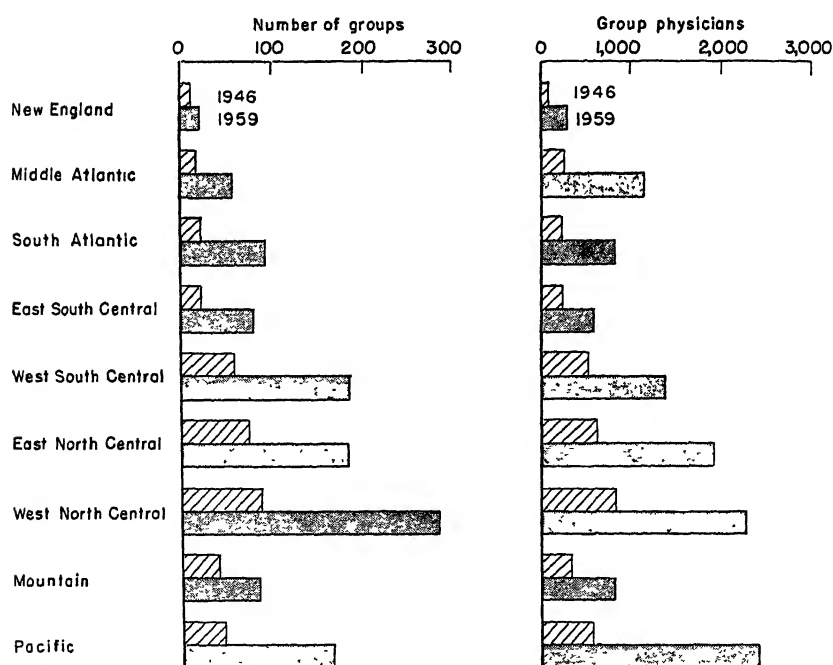 Number of groups
Group physicians
0 100 200 300
0 1,000 2,000 3,000
New England
1946
1959
1946
1959
Middle Atlantic
South Atlantic
East South Central
West South Central
East North Central
West North Central
Mountain
Pacific